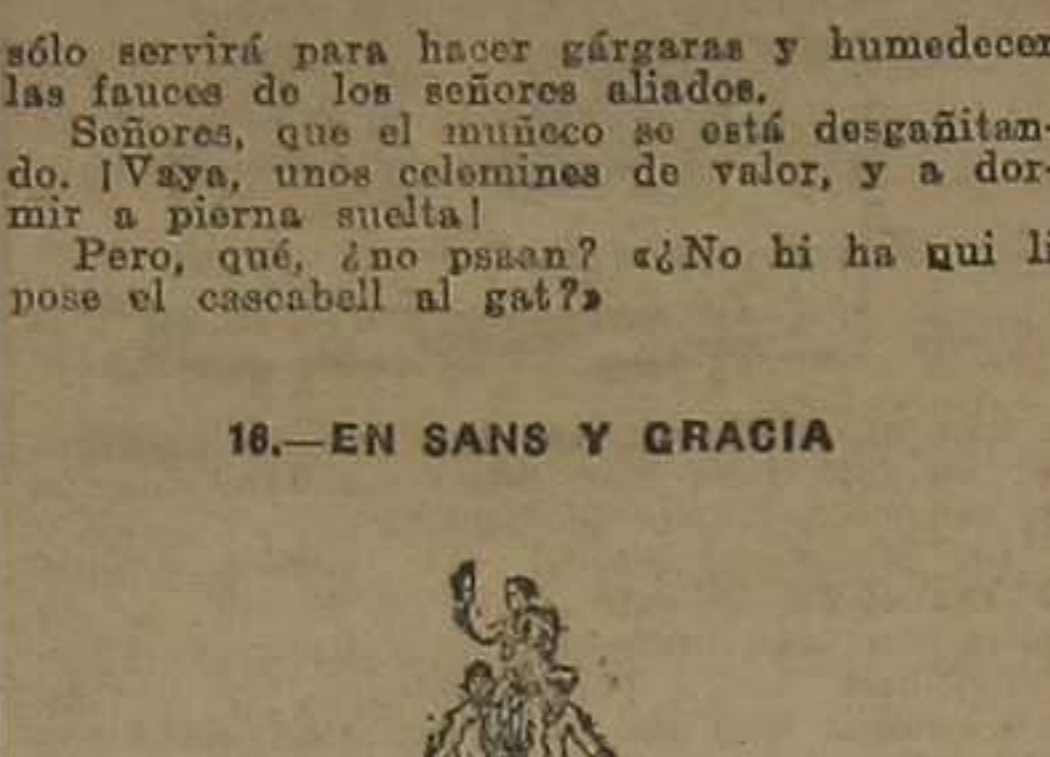 sólo servirá para hacer gárgaras y humedecer
las fauces de los señores aliados.
Señores, que el muñeco se está desgañitan-
do. ¡Vaya, unos celemines de valor, y a dor-
mir a pierna suelta!
Pero, qué, ¿no psaan? «¿No hi ha qui li
pose el cascabell al gat?»
16.—EN SANS Y GRACIA